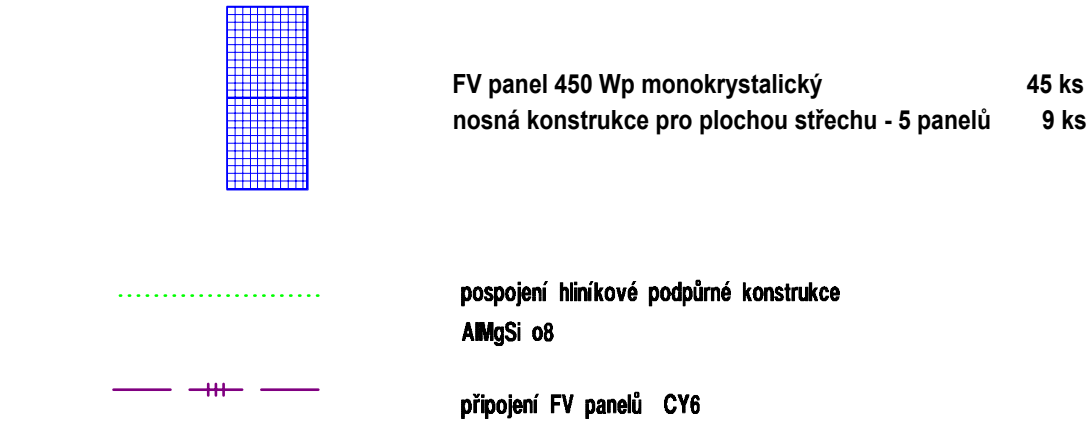 FV panel 450 Wp monokrystalický 45 ks
nosná konstrukce pro plochou střechu - 5 panelů 9 ks
pospojení hliníkové podpůrné konstrukce
AlMgSi o8
připojení FV panelů CY6